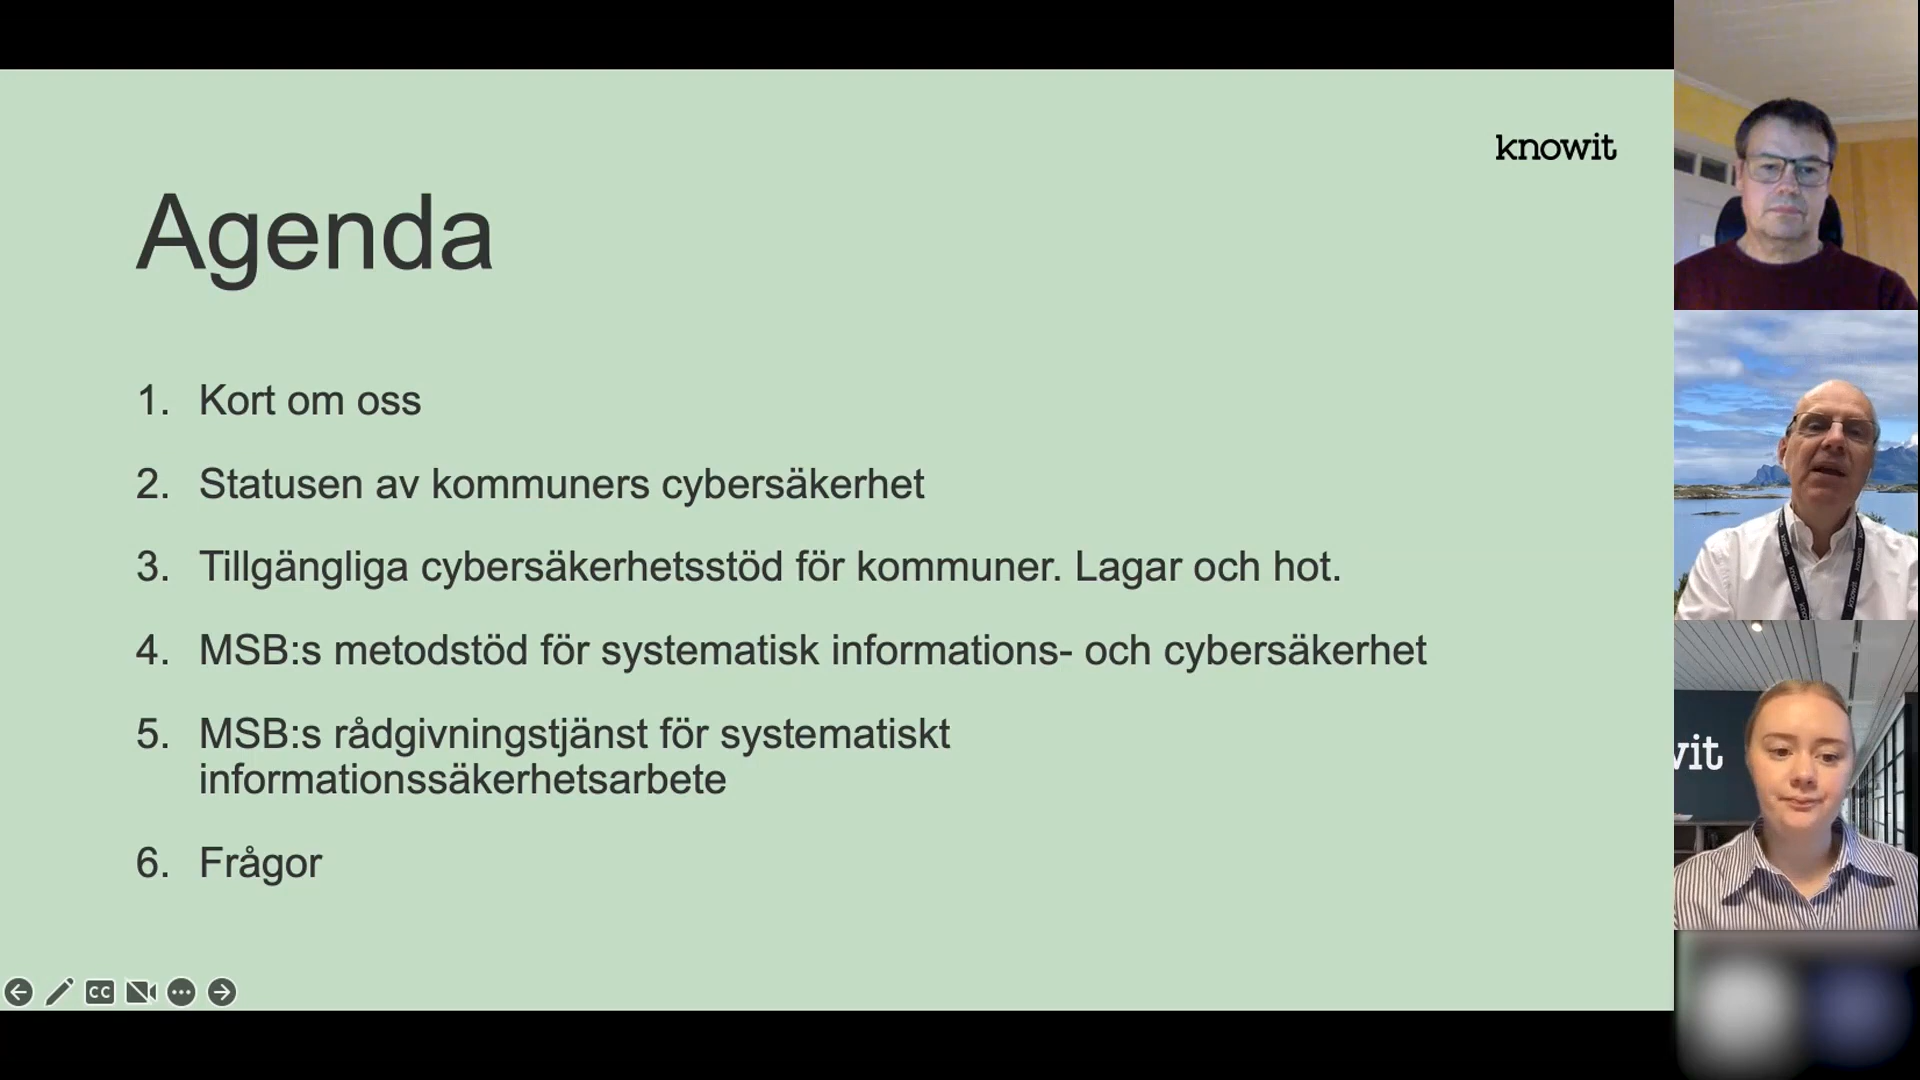 knowit
Agenda
1. Kort om oss
2. Statusen av kommuners cybersäkerhet
3. Tillgängliga cybersäkerhetsstöd för kommuner. Lagar och hot.
4. MSB:s metodstöd för systematisk informations- och cybersäkerhet
5. MSB:s rådgivningstjänst för systematiskt
informationssäkerhetsarbete
6. Frågor
CC